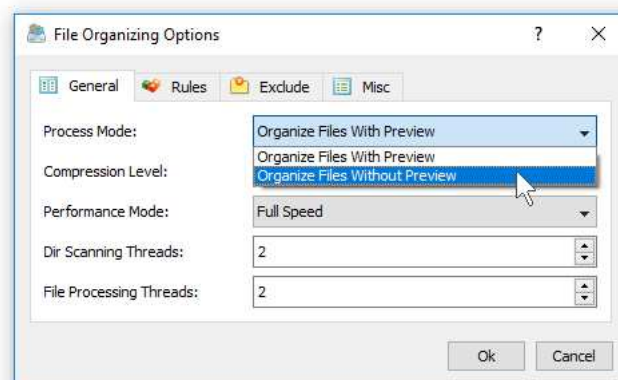 File Organizing Options ?
General Rules Exclude Misc
Process Mode: Organize Files With Preview
Organize Files With Preview
Compression Level: Organize Files Without Preview
Performance Mode: Full Speed
Dir Scanning Threads: 2
File Processing Threads: 2
Ok Cancel